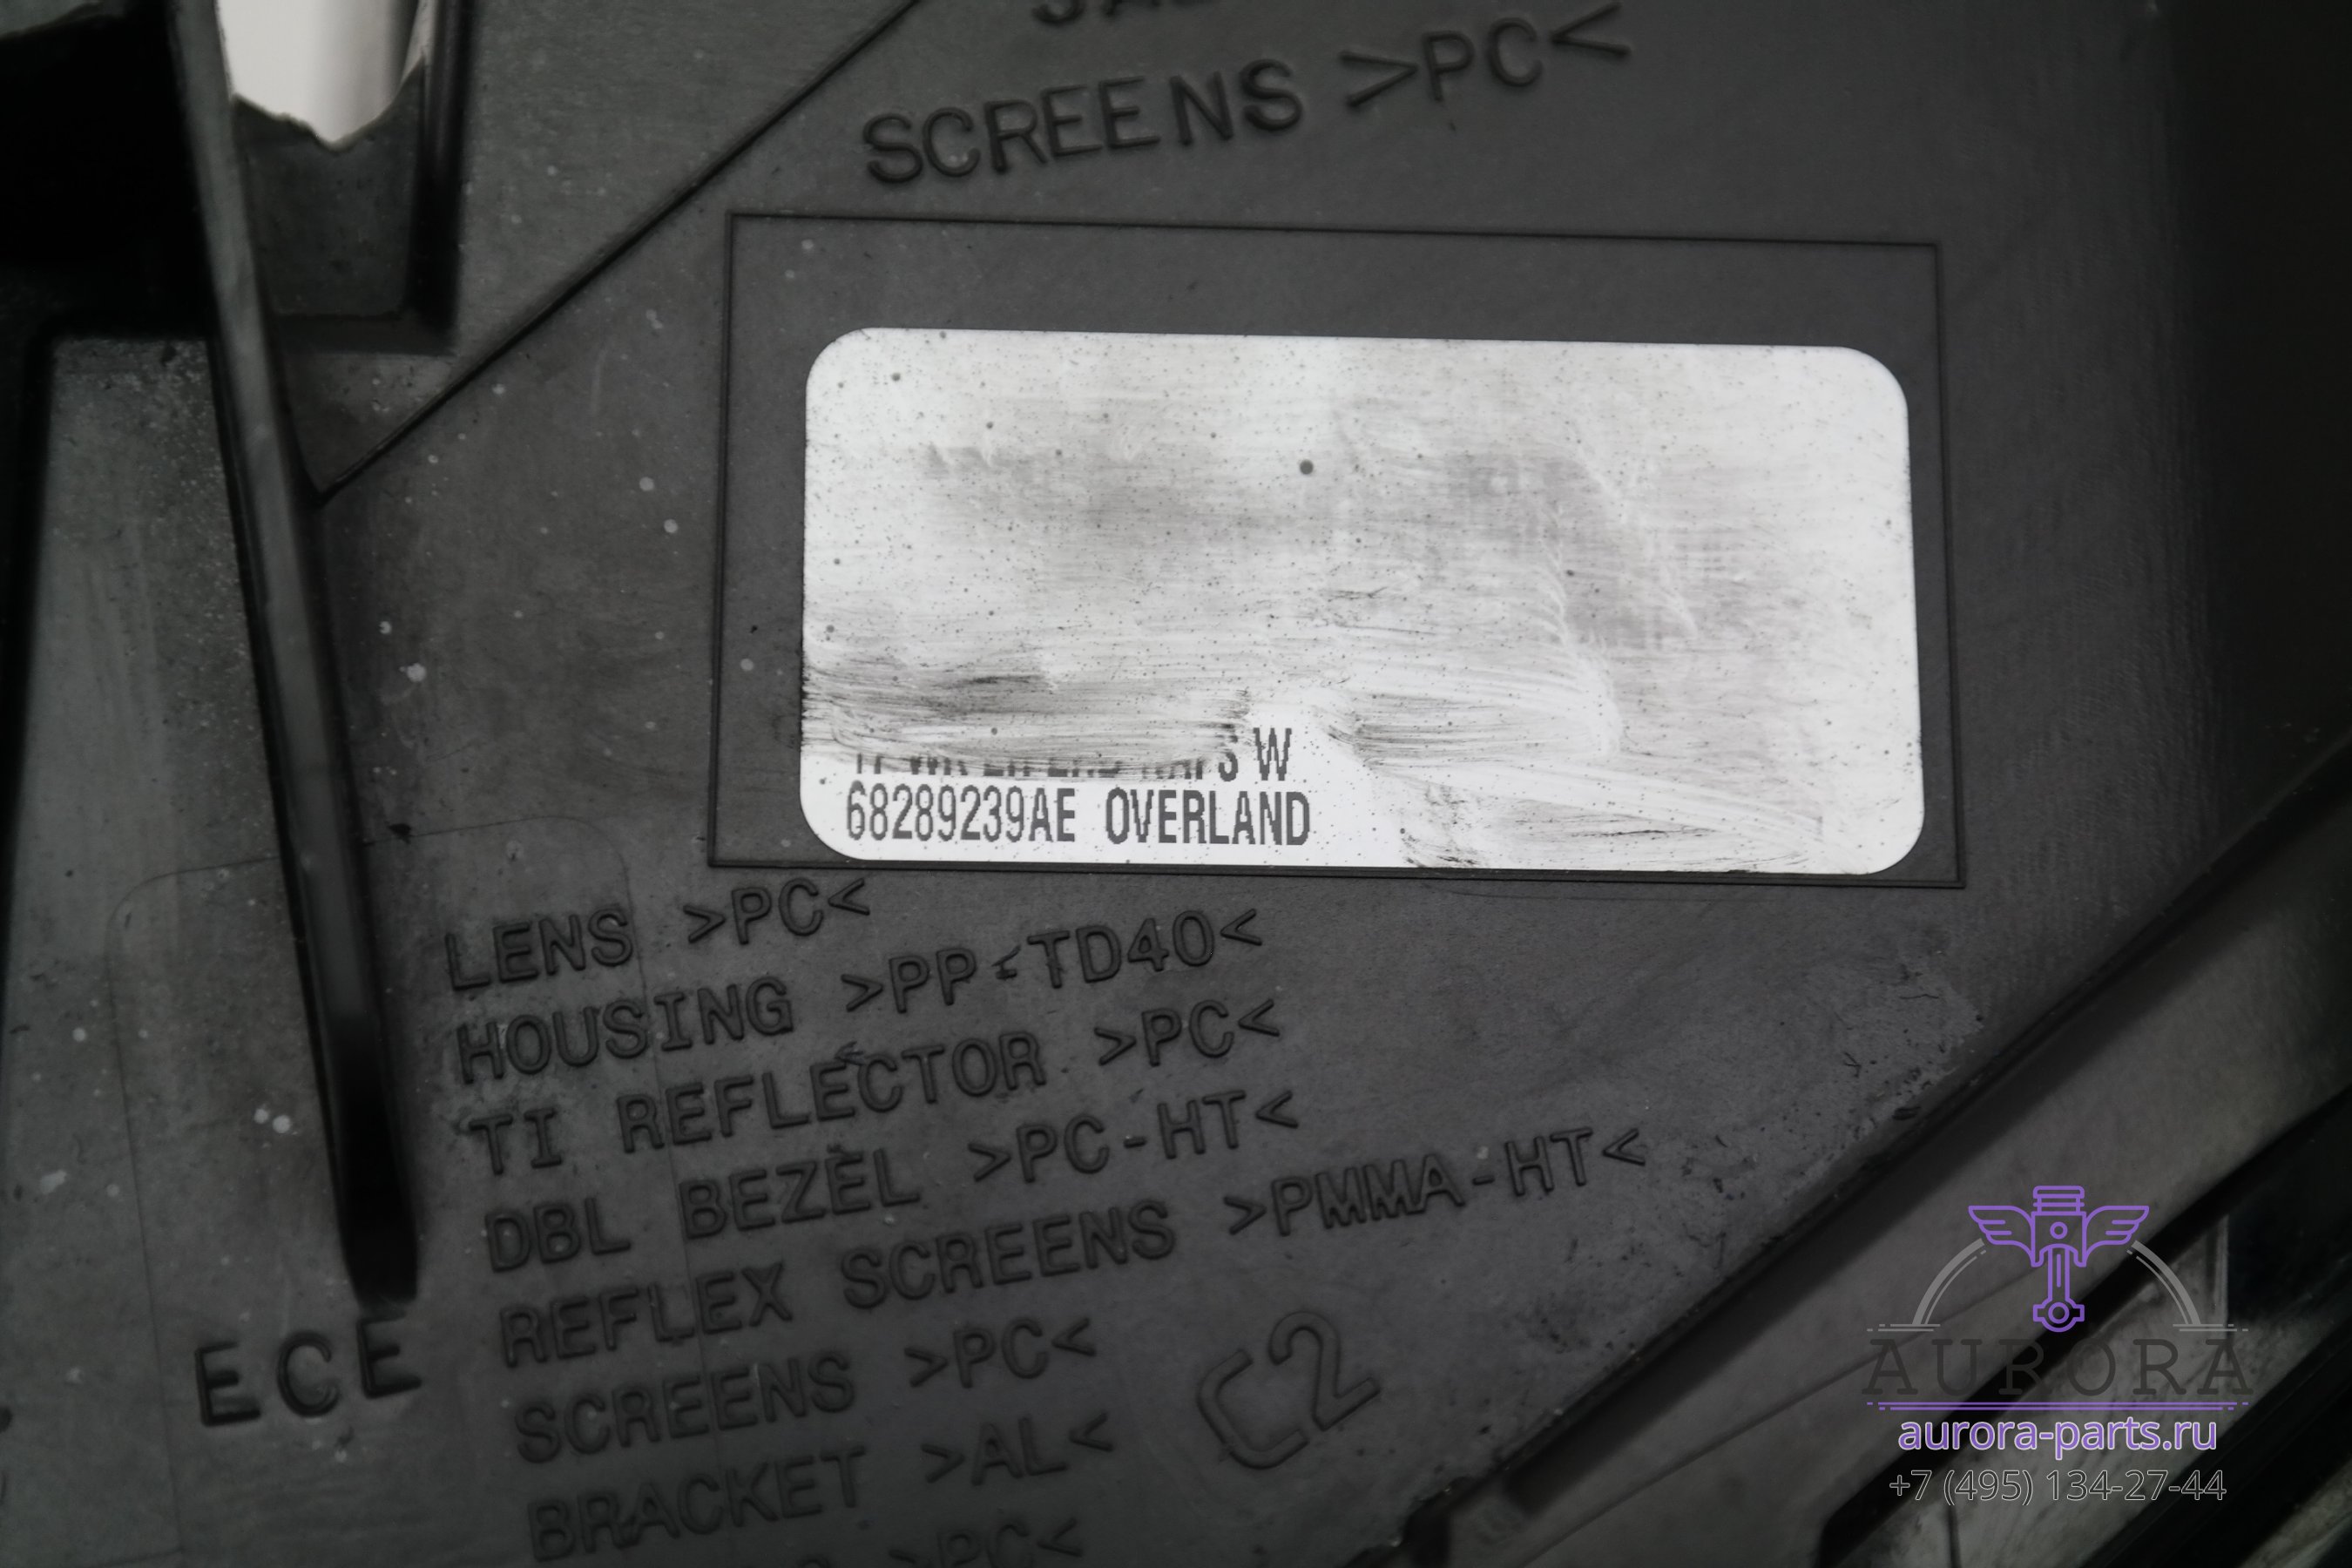 SCREENS >PC<
S W
68289239AE OVERLAND
LENS >PC<
HOUSING >PP-TD40<
TI REFLECTOR >PC<
DBL BEZEL >PC-HT<
REFLEX SCREENS >PMMA-HT<
ECE
SCREENS >PC<
C2
BRACKET >AL<
>PC<
AURORA
aurora-parts.ru
+7 (495) 134-27-44